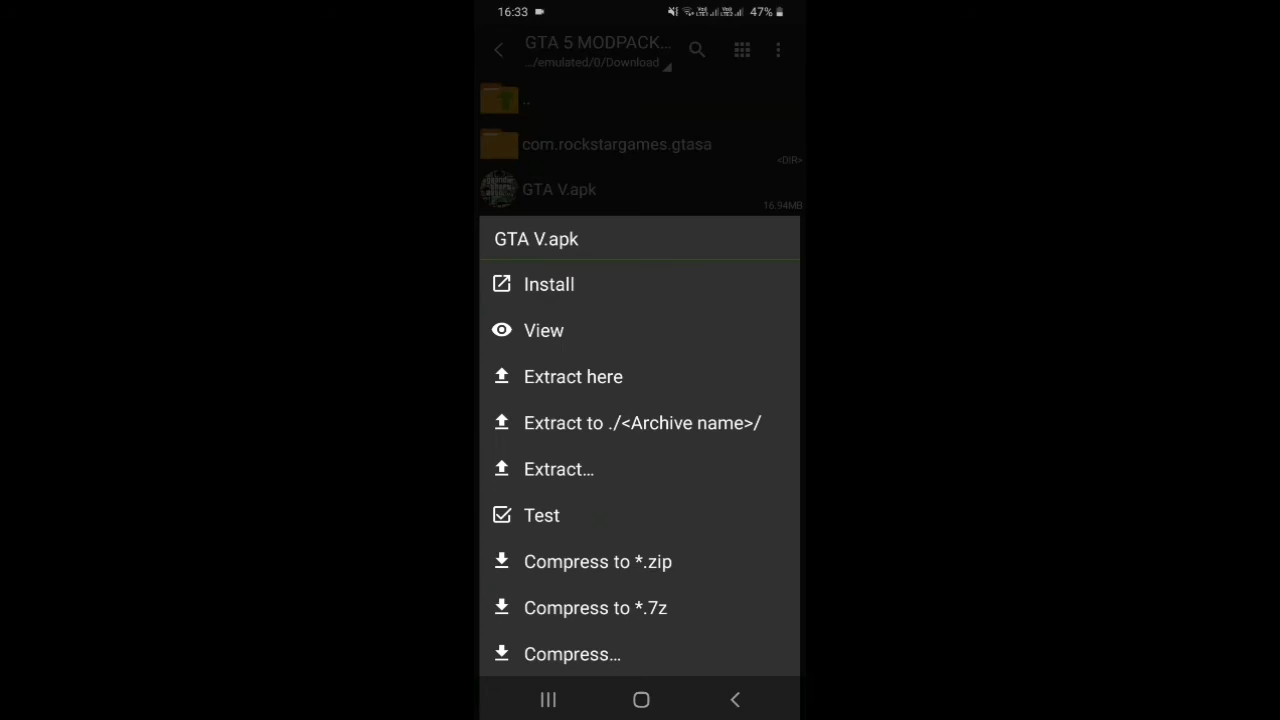 16:33 47%
GTA 5 MODPACK...
.../emulated/0/Download
..
com.rockstargames.gtasa
<DIR>
GTA V.apk
16.94MB
GTA V.apk
Install
View
Extract here
Extract to ./<Archive name>/
Extract...
Test
Compress to *.zip
Compress to *.7z
Compress...